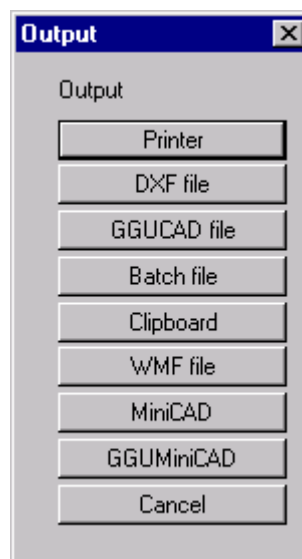 Output
Output
Printer
DXF file
GGUCAD file
Batch file
Clipboard
WMF file
MiniCAD
GGUMiniCAD
Cancel